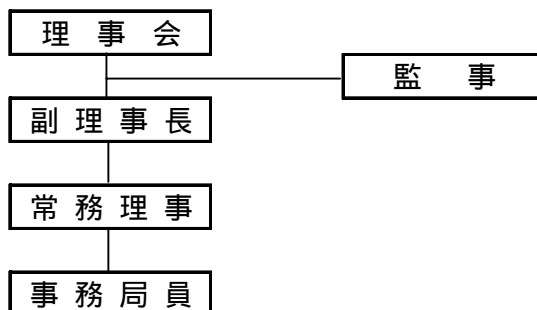 理事会
監事
副理事長
常務理事
事務局員